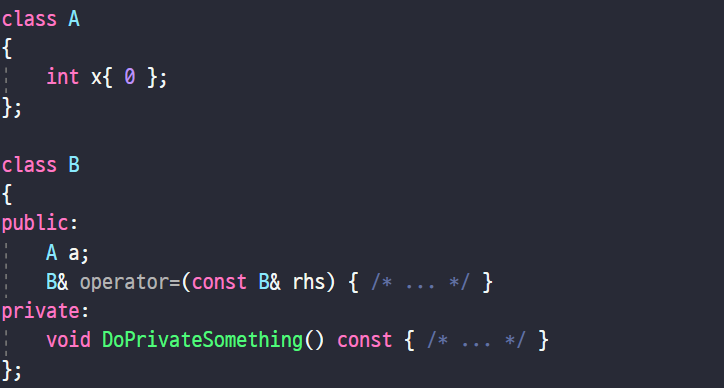 class A
{
    int x{ 0 };
};
class B
{
public:
    A a;
    B& operator=(const B& rhs) { /* ... */ }
private:
    void DoPrivateSomething() const { /* ... */ }
};